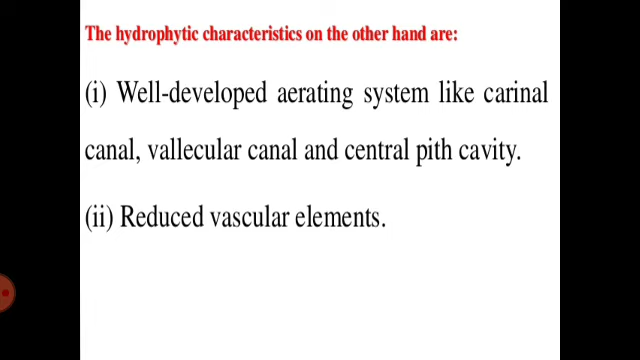 The hydrophytic characteristics on the other hand are:
(i) Well-developed aerating system like carinal
canal, vallecular canal and central pith cavity.
(ii) Reduced vascular elements.